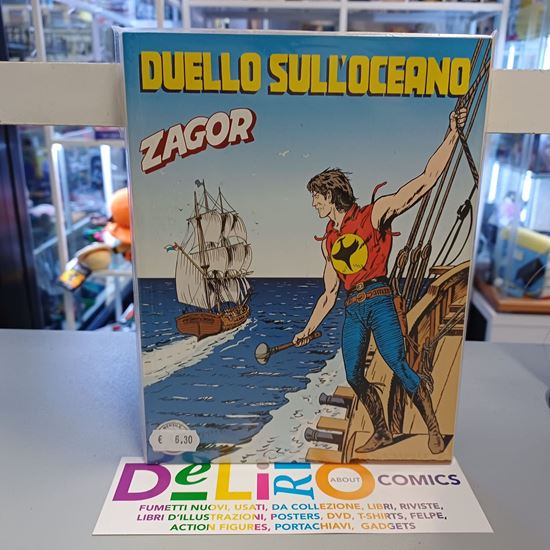 DUELLO SULL'OCEANO
ZAGOR
€ 6,30
DeLiRiO ABOUT COMICS
FUMETTI NUOVI, USATI, DA COLLEZIONE, LIBRI, RIVISTE,
LIBRI D'ILLUSTRAZIONI, POSTERS, DVD, T-SHIRTS, FELPE,
ACTION FIGURES, PORTACHIAVI, GADGETS